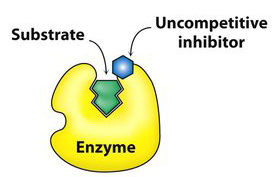 Substrate
Uncompetitive
inhibitor
Enzyme